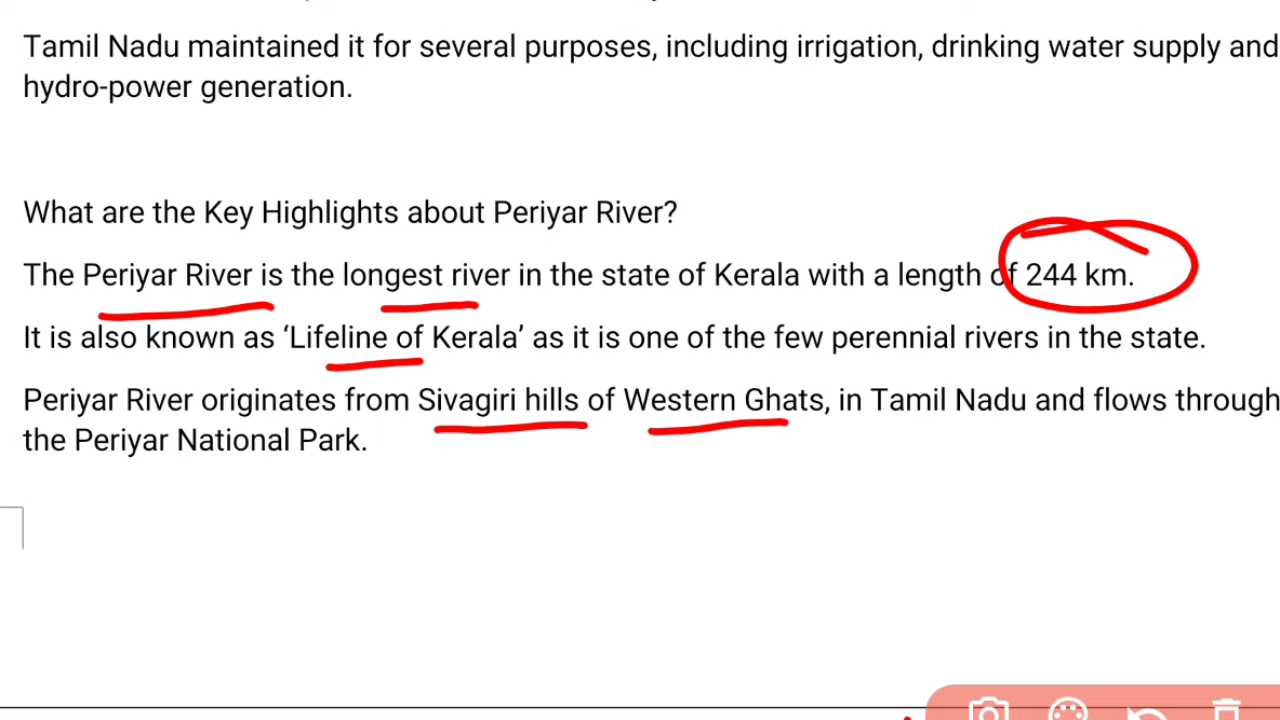 Tamil Nadu maintained it for several purposes, including irrigation, drinking water supply and
hydro-power generation.
What are the Key Highlights about Periyar River?
The Periyar River is the longest river in the state of Kerala with a length of 244 km.
It is also known as ‘Lifeline of Kerala’ as it is one of the few perennial rivers in the state.
Periyar River originates from Sivagiri hills of Western Ghats, in Tamil Nadu and flows through
the Periyar National Park.